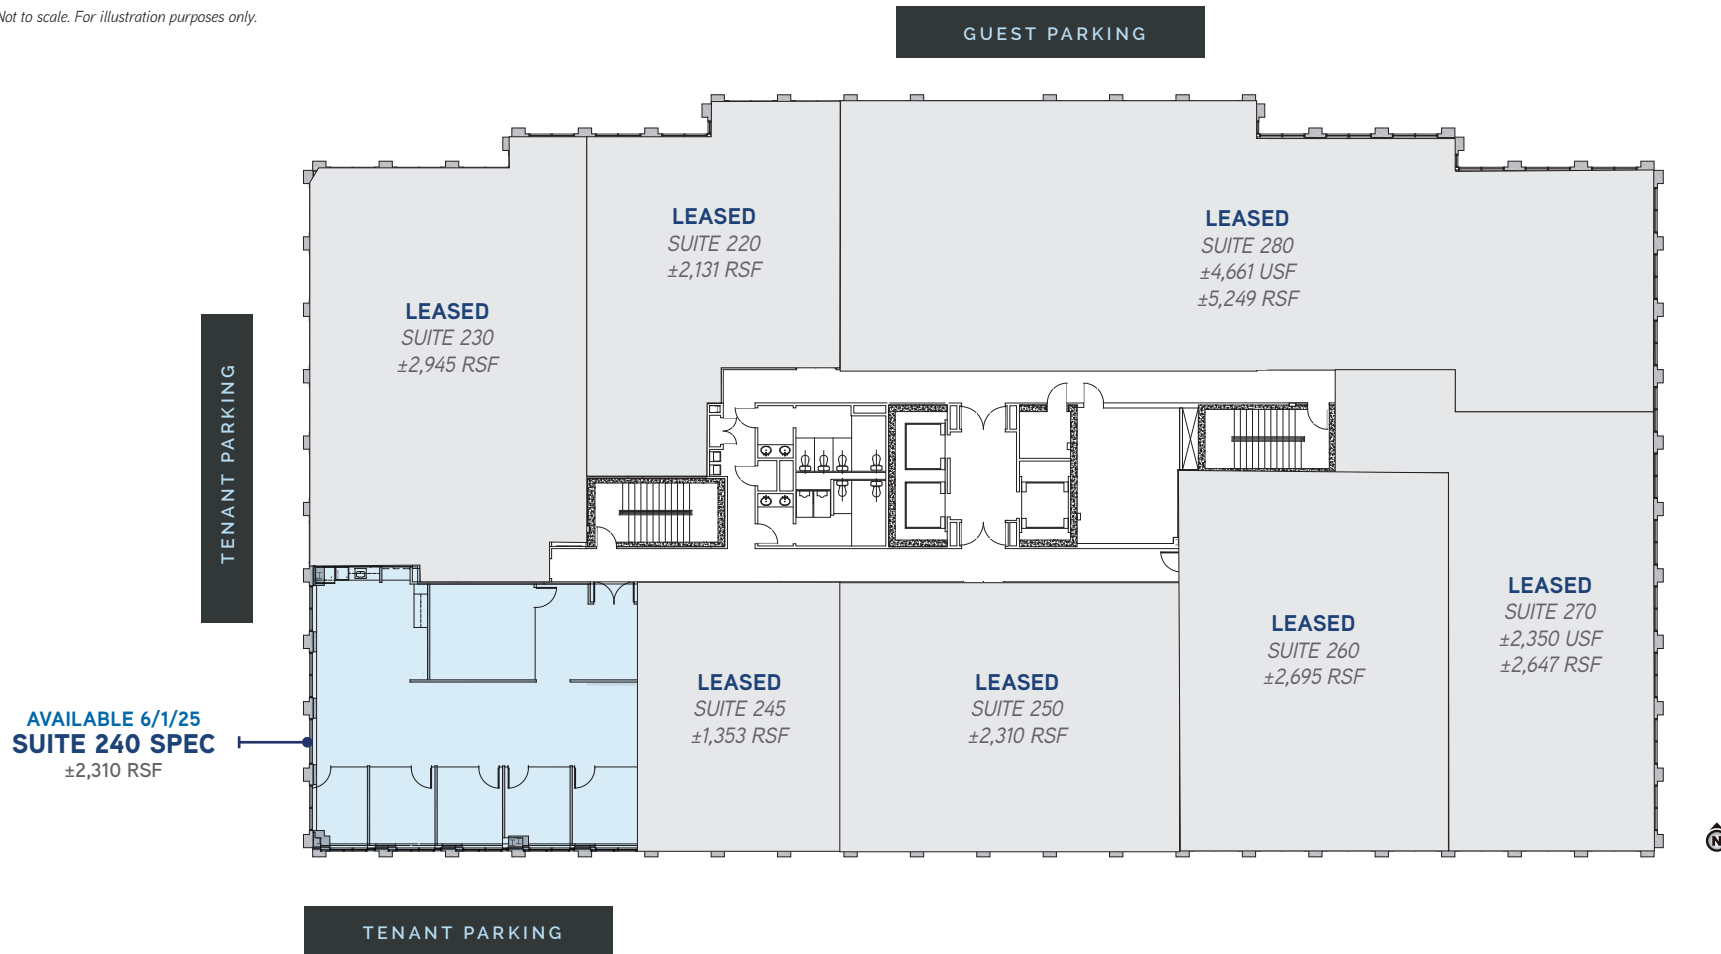 Not to scale. For illustration purposes only.
GUEST PARKING
LEASED
SUITE 220
±2,131 RSF
LEASED
SUITE 280
±4,661 USF
±5,249 RSF
LEASED
SUITE 230
±2,945 RSF
TENANT PARKING
LEASED
SUITE 270
±2,350 USF
±2,647 RSF
LEASED
SUITE 260
±2,695 RSF
LEASED
SUITE 245
±1,353 RSF
LEASED
SUITE 250
±2,310 RSF
AVAILABLE 6/1/25
SUITE 240 SPEC
±2,310 RSF
N
TENANT PARKING